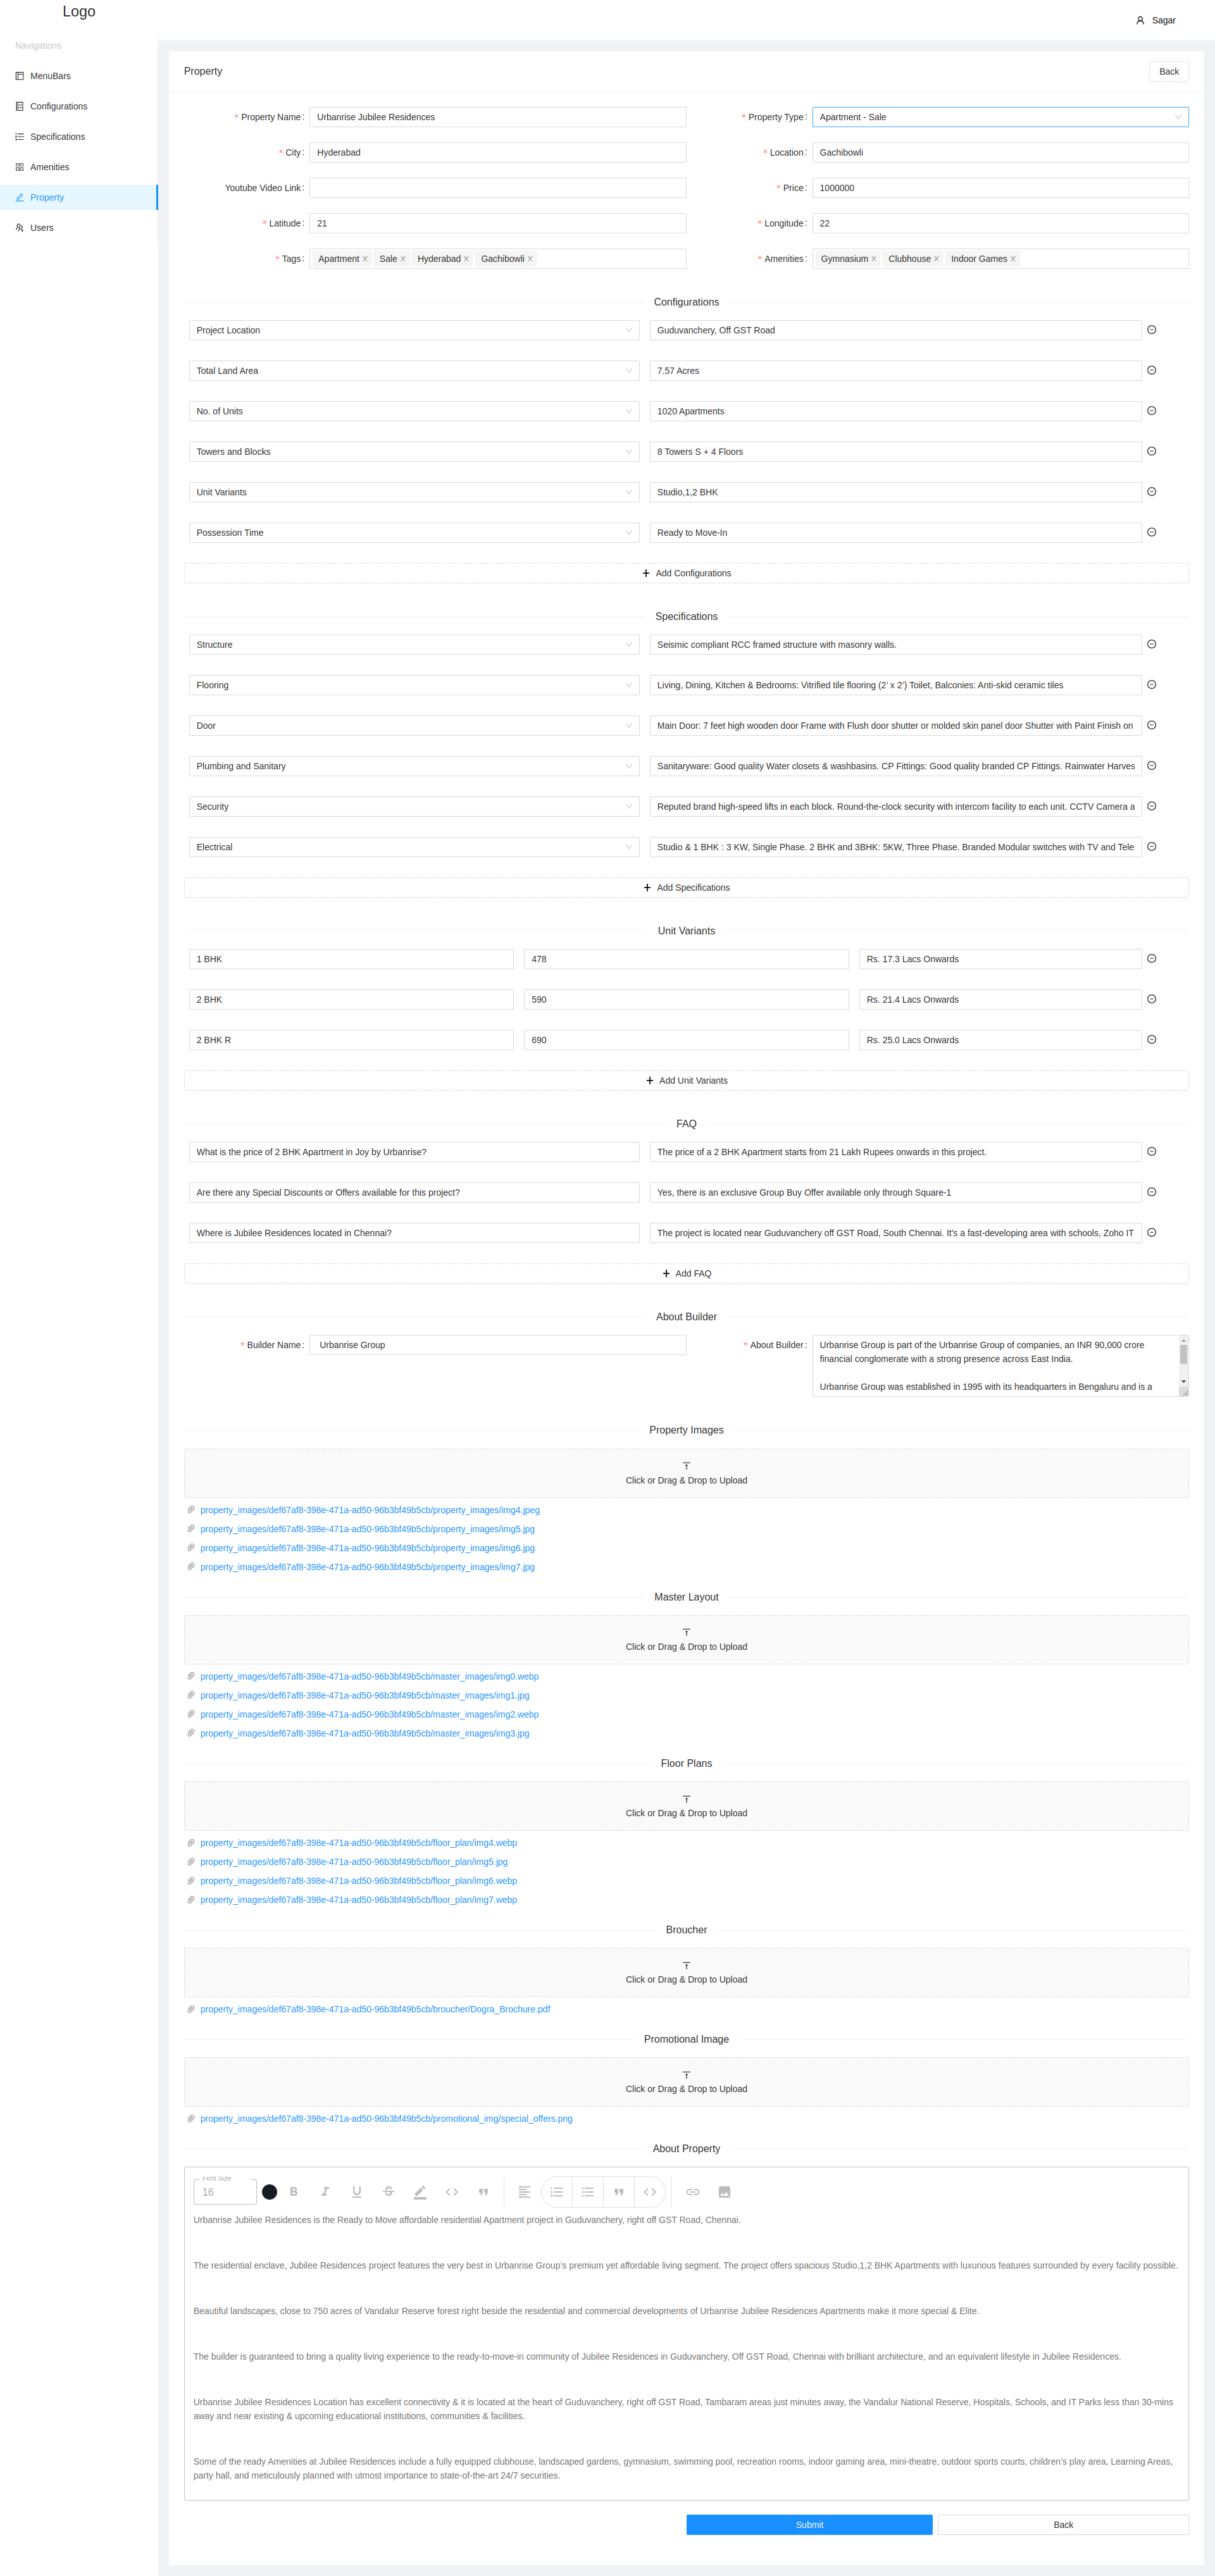 Logo
Sagar
Navigations
MenuBars
Configurations
Specifications
Amenities
Property
Users
Property
Back
* Property Name: Urbanrise Jubilee Residences
* Property Type: Apartment - Sale
* City: Hyderabad
* Location: Gachibowli
Youtube Video Link:
* Price: 1000000
* Latitude: 21
* Longitude: 22
* Tags: Apartment Sale Hyderabad Gachibowli
* Amenities: Gymnasium Clubhouse Indoor Games
Configurations
Project Location Guduvanchery, Off GST Road
Total Land Area 7.57 Acres
No. of Units 1020 Apartments
Towers and Blocks 8 Towers S + 4 Floors
Unit Variants Studio,1,2 BHK
Possession Time Ready to Move-In
+ Add Configurations
Specifications
Structure Seismic compliant RCC framed structure with masonry walls.
Flooring Living, Dining, Kitchen & Bedrooms: Vitrified tile flooring (2' x 2') Toilet, Balconies: Anti-skid ceramic tiles
Door Main Door: 7 feet high wooden door Frame with Flush door shutter or molded skin panel door Shutter with Paint Finish on
Plumbing and Sanitary Sanitaryware: Good quality Water closets & washbasins. CP Fittings: Good quality branded CP Fittings. Rainwater Harves
Security Reputed brand high-speed lifts in each block. Round-the-clock security with intercom facility to each unit. CCTV Camera a
Electrical Studio & 1 BHK : 3 KW, Single Phase. 2 BHK and 3BHK: 5KW, Three Phase. Branded Modular switches with TV and Tele
+ Add Specifications
Unit Variants
1 BHK 478 Rs. 17.3 Lacs Onwards
2 BHK 590 Rs. 21.4 Lacs Onwards
2 BHK R 690 Rs. 25.0 Lacs Onwards
+ Add Unit Variants
FAQ
What is the price of 2 BHK Apartment in Joy by Urbanrise? The price of a 2 BHK Apartment starts from 21 Lakh Rupees onwards in this project.
Are there any Special Discounts or Offers available for this project? Yes, there is an exclusive Group Buy Offer available only through Square-1
Where is Jubilee Residences located in Chennai? The project is located near Guduvanchery off GST Road, South Chennai. It's a fast-developing area with schools, Zoho IT
+ Add FAQ
About Builder
* Builder Name: Urbanrise Group
* About Builder: Urbanrise Group is part of the Urbanrise Group of companies, an INR 90,000 crore
financial conglomerate with a strong presence across East India.
Urbanrise Group was established in 1995 with its headquarters in Bengaluru and is a
Property Images
Click or Drag & Drop to Upload
property_images/def67af8-398e-471a-ad50-96b3bf49b5cb/property_images/img4.jpeg
property_images/def67af8-398e-471a-ad50-96b3bf49b5cb/property_images/img5.jpg
property_images/def67af8-398e-471a-ad50-96b3bf49b5cb/property_images/img6.jpg
property_images/def67af8-398e-471a-ad50-96b3bf49b5cb/property_images/img7.jpg
Master Layout
Click or Drag & Drop to Upload
property_images/def67af8-398e-471a-ad50-96b3bf49b5cb/master_images/img0.webp
property_images/def67af8-398e-471a-ad50-96b3bf49b5cb/master_images/img1.jpg
property_images/def67af8-398e-471a-ad50-96b3bf49b5cb/master_images/img2.webp
property_images/def67af8-398e-471a-ad50-96b3bf49b5cb/master_images/img3.jpg
Floor Plans
Click or Drag & Drop to Upload
property_images/def67af8-398e-471a-ad50-96b3bf49b5cb/floor_plan/img4.webp
property_images/def67af8-398e-471a-ad50-96b3bf49b5cb/floor_plan/img5.jpg
property_images/def67af8-398e-471a-ad50-96b3bf49b5cb/floor_plan/img6.webp
property_images/def67af8-398e-471a-ad50-96b3bf49b5cb/floor_plan/img7.webp
Broucher
Click or Drag & Drop to Upload
property_images/def67af8-398e-471a-ad50-96b3bf49b5cb/broucher/Dogra_Brochure.pdf
Promotional Image
Click or Drag & Drop to Upload
property_images/def67af8-398e-471a-ad50-96b3bf49b5cb/promotional_img/special_offers.png
About Property
Font Size
16
Urbanrise Jubilee Residences is the Ready to Move affordable residential Apartment project in Guduvanchery, right off GST Road, Chennai.
The residential enclave, Jubilee Residences project features the very best in Urbanrise Group's premium yet affordable living segment. The project offers spacious Studio,1,2 BHK Apartments with luxurious features surrounded by every facility possible.
Beautiful landscapes, close to 750 acres of Vandalur Reserve forest right beside the residential and commercial developments of Urbanrise Jubilee Residences Apartments make it more special & Elite.
The builder is guaranteed to bring a quality living experience to the ready-to-move-in community of Jubilee Residences in Guduvanchery, Off GST Road, Chennai with brilliant architecture, and an equivalent lifestyle in Jubilee Residences.
Urbanrise Jubilee Residences Location has excellent connectivity & it is located at the heart of Guduvanchery, right off GST Road, Tambaram areas just minutes away, the Vandalur National Reserve, Hospitals, Schools, and IT Parks less than 30-mins
away and near existing & upcoming educational institutions, communities & facilities.
Some of the ready Amenities at Jubilee Residences include a fully equipped clubhouse, landscaped gardens, gymnasium, swimming pool, recreation rooms, indoor gaming area, mini-theatre, outdoor sports courts, children's play area, Learning Areas,
party hall, and meticulously planned with utmost importance to state-of-the-art 24/7 securities.
Submit
Back